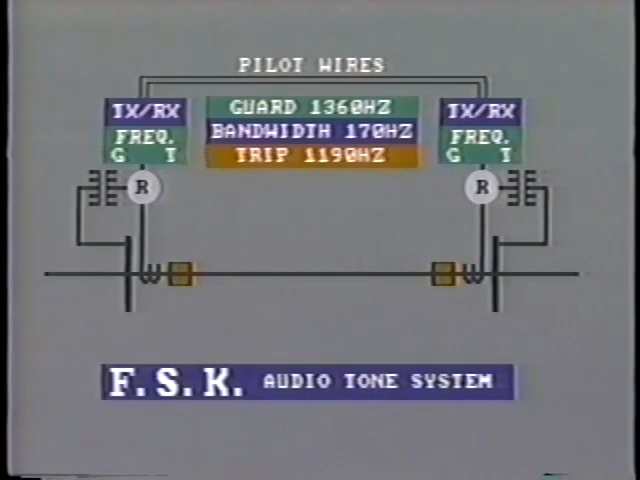 PILOT WIRES
TX/RX
FREQ.
G T
GUARD 1360HZ
BANDWIDTH 170HZ
TRIP 1190HZ
TX/RX
FREQ.
G T
R
R
F.S.K. AUDIO TONE SYSTEM